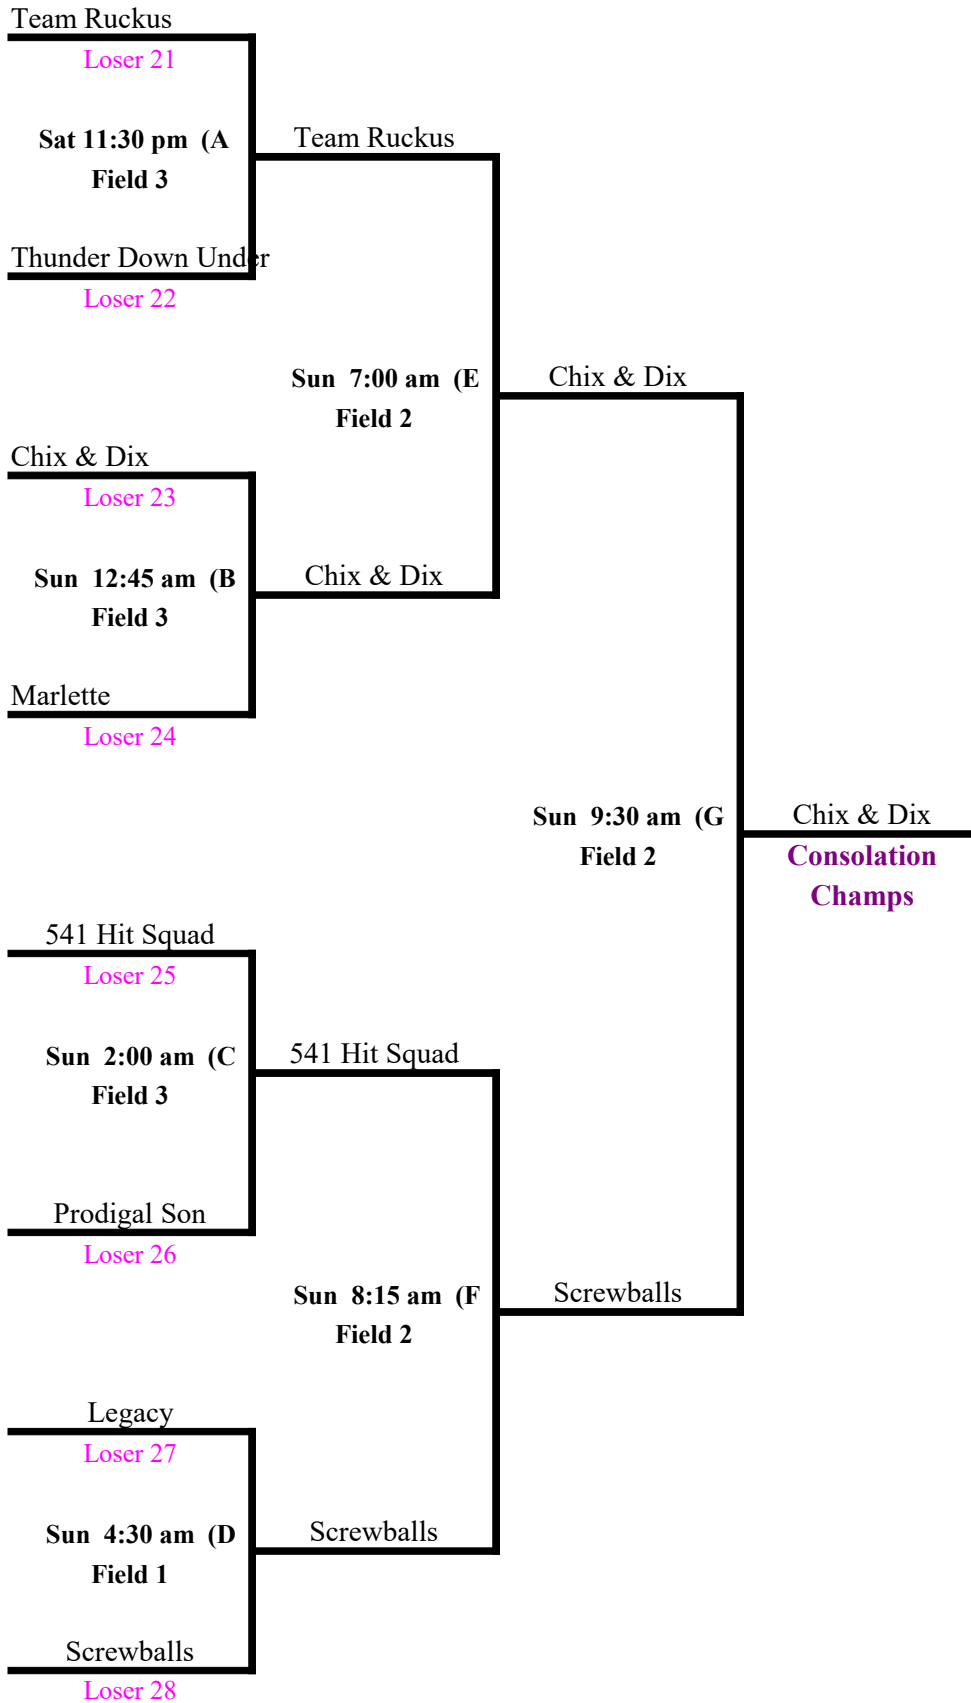 Team Ruckus
Loser 21
Sat 11:30 pm (A
Field 3
Team Ruckus
Thunder Down Under
Loser 22
Sun 7:00 am (E
Field 2
Chix & Dix
Chix & Dix
Loser 23
Sun 12:45 am (B
Field 3
Chix & Dix
Marlette
Loser 24
Sun 9:30 am (G
Field 2
Chix & Dix
Consolation
Champs
541 Hit Squad
Loser 25
Sun 2:00 am (C
Field 3
541 Hit Squad
Prodigal Son
Loser 26
Sun 8:15 am (F
Field 2
Screwballs
Legacy
Loser 27
Sun 4:30 am (D
Field 1
Screwballs
Screwballs
Loser 28